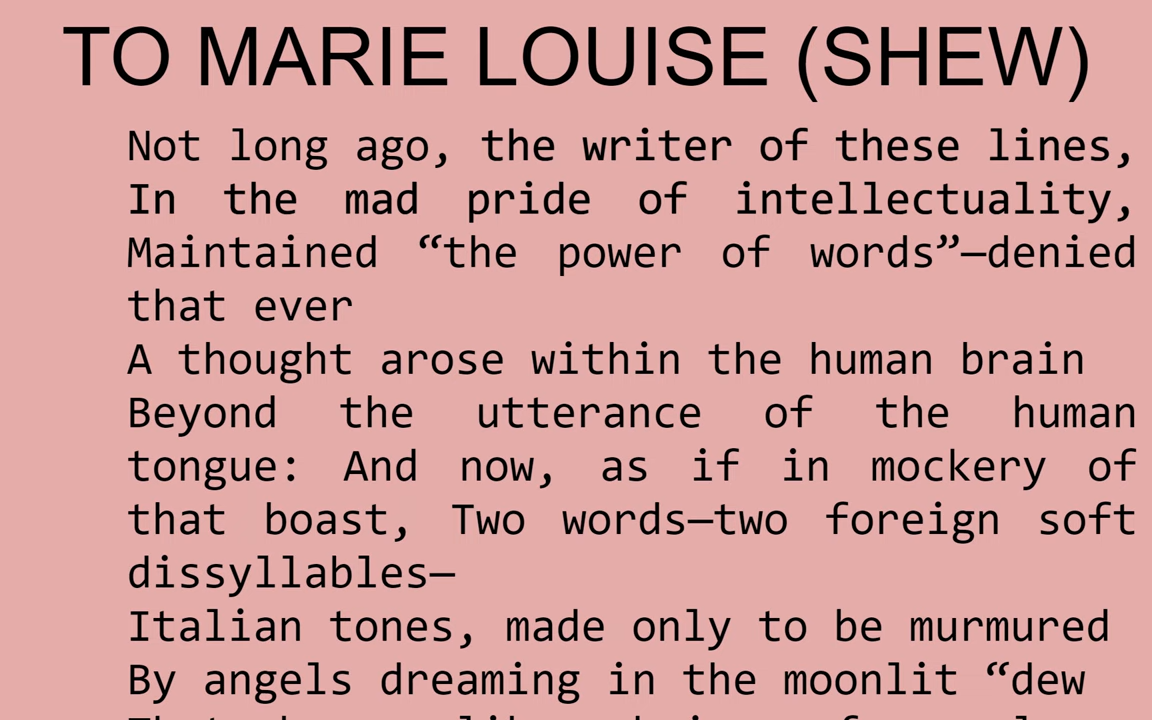 TO MARIE LOUISE (SHEW)
Not long ago, the writer of these lines,
In the mad pride of intellectuality,
Maintained “the power of words”—denied
that ever
A thought arose within the human brain
Beyond the utterance of the human
tongue: And now, as if in mockery of
that boast, Two words—two foreign soft
dissyllables—
Italian tones, made only to be murmured
By angels dreaming in the moonlit “dew